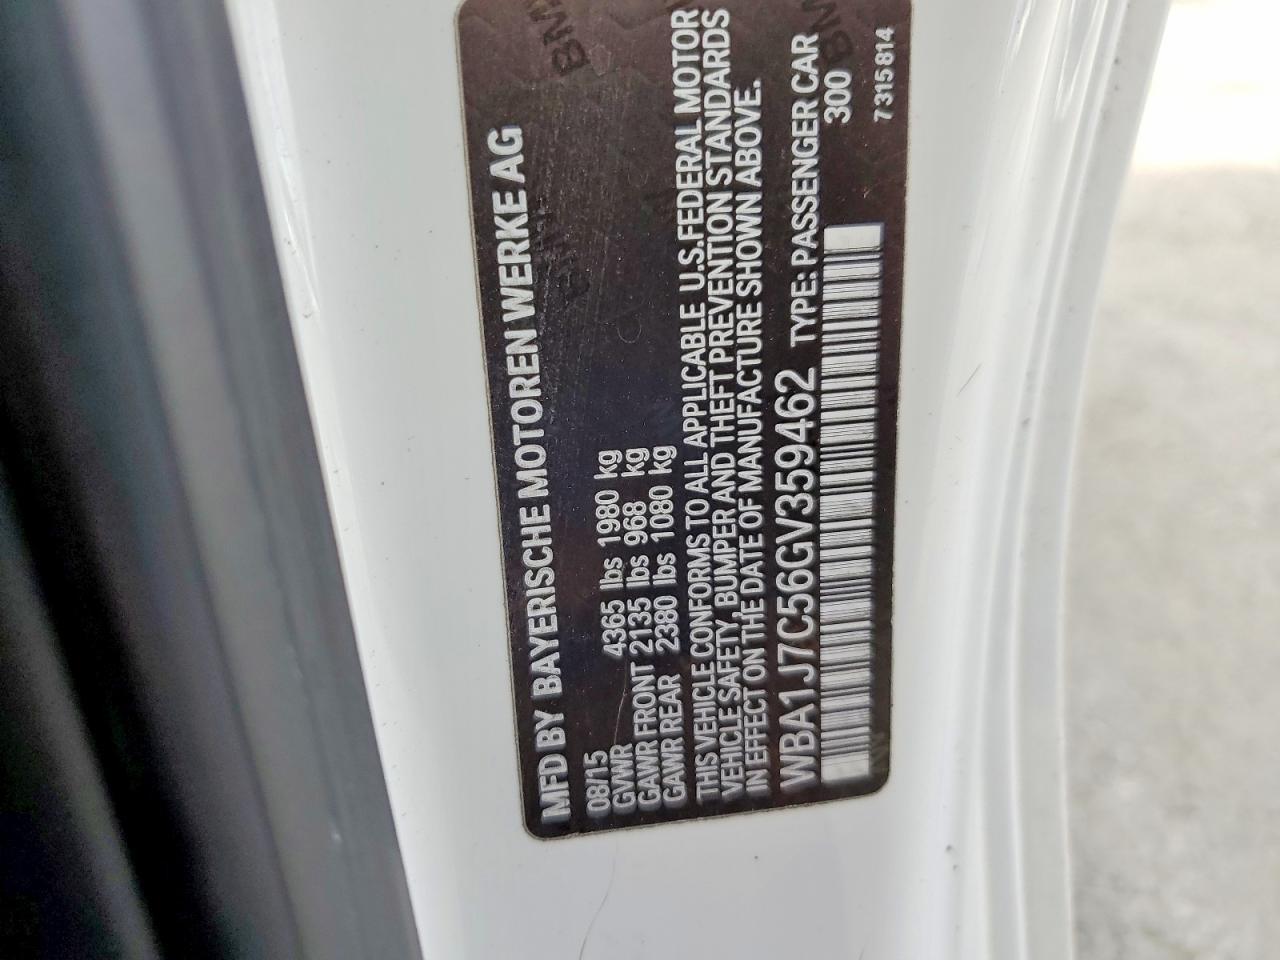 MFD BY BAYERISCHE MOTOREN WERKE AG
08/15
GVWR 4365 lbs 1980 kg
GAWR FRONT 2135 lbs 968 kg
GAWR REAR 2380 lbs 1080 kg
THIS VEHICLE CONFORMS TO ALL APPLICABLE U.S.FEDERAL MOTOR
VEHICLE SAFETY, BUMPER AND THEFT PREVENTION STANDARDS
IN EFFECT ON THE DATE OF MANUFACTURE SHOWN ABOVE.
WBA1J7C56GV359462 TYPE: PASSENGER CAR
300
7315814